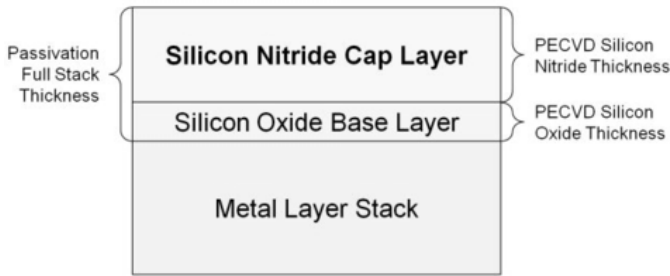 Passivation
Full Stack
Thickness
Silicon Nitride Cap Layer
PECVD Silicon
Nitride Thickness
Silicon Oxide Base Layer
PECVD Silicon
Oxide Thickness
Metal Layer Stack